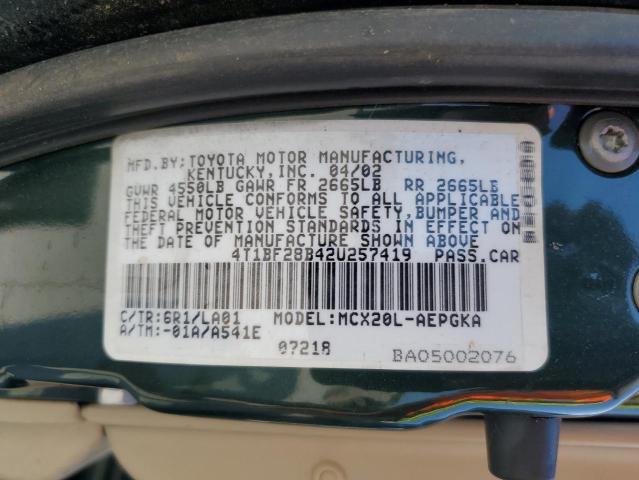 MFD.BY:TOYOTA MOTOR MANUFACTURING,
KENTUCKY,INC. 04/02
GVWR 4550LB GAWR FR 2665LB RR 2665LB
THIS VEHICLE CONFORMS TO ALL APPLICABLE
FEDERAL MOTOR VEHICLE SAFETY,BUMPER AND
THEFT PREVENTION STANDARDS IN EFFECT ON
THE DATE OF MANUFACTURE SHOWN ABOVE
4T1BF28B42U257419 PASS.CAR
C/TR:6R1/LA01 MODEL:MCX20L-AEPGKA
A/TM:-01A/A541E
07218 BA05002076